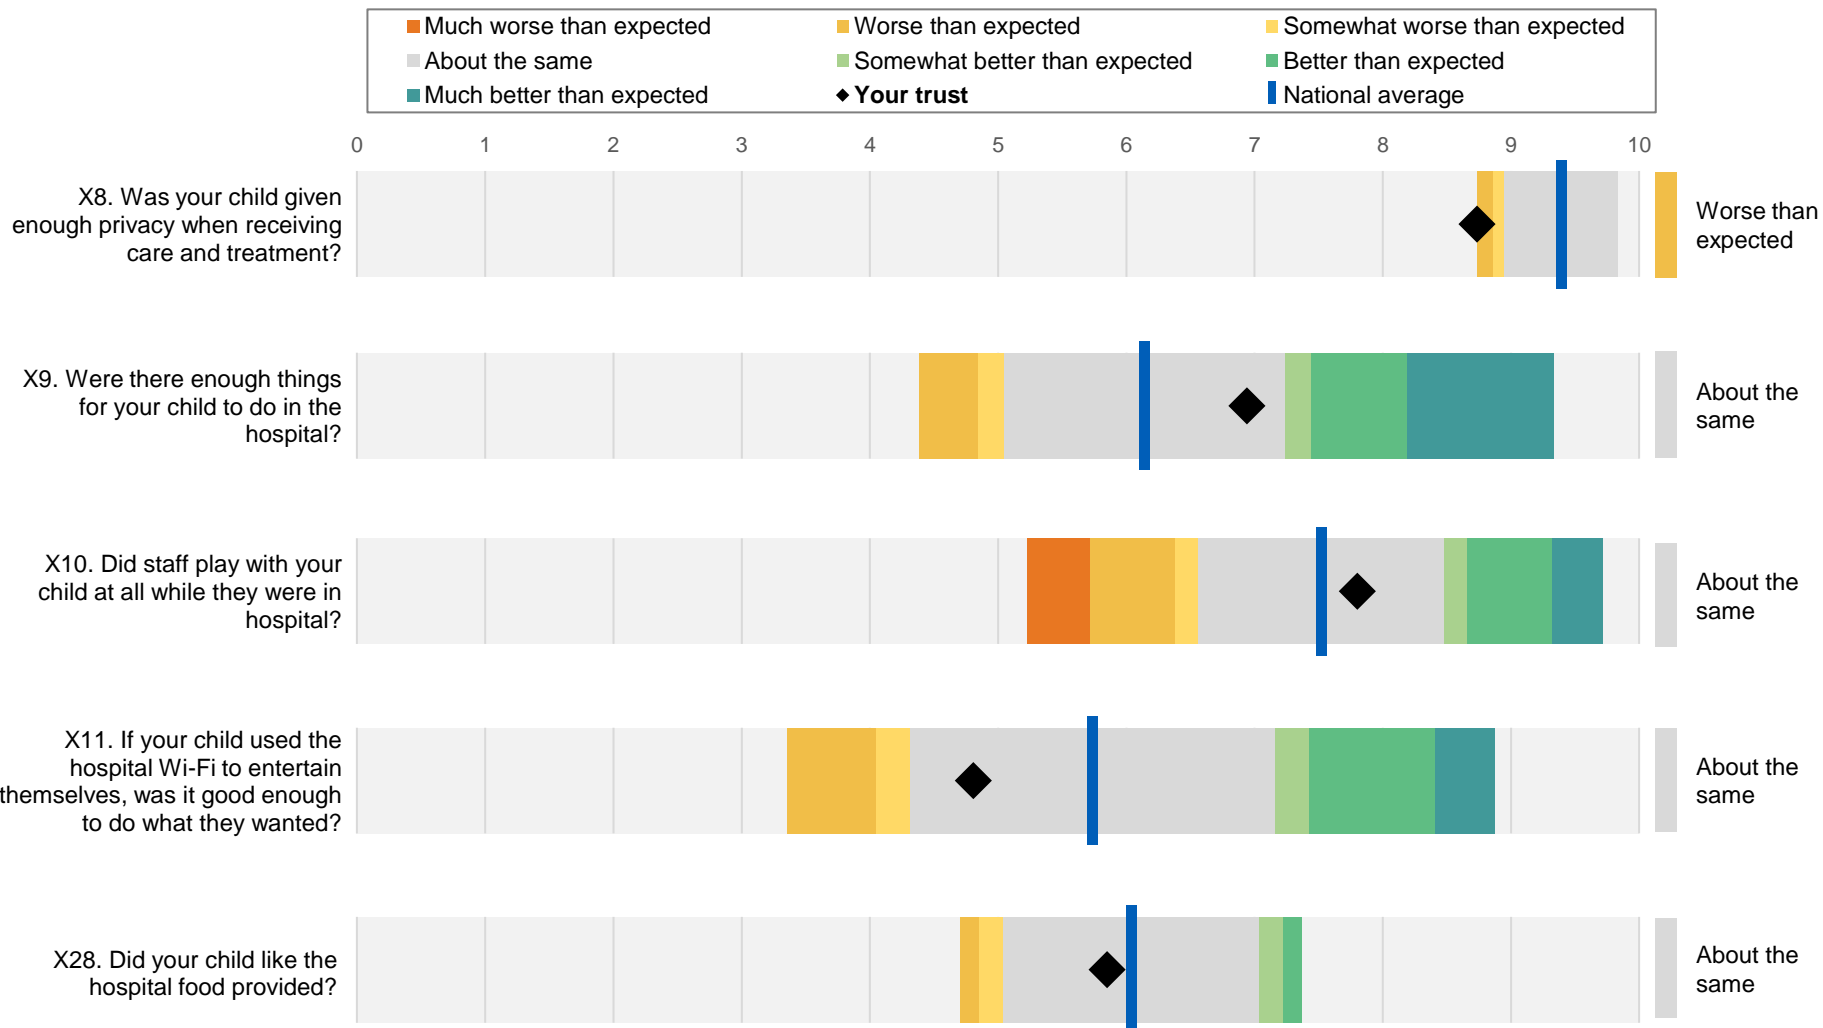 Much worse than expected
Worse than expected
Somewhat worse than expected
About the same
Somewhat better than expected
Better than expected
Much better than expected
Your trust
National average
0 1 2 3 4 5 6 7 8 9 10
X8. Was your child given
enough privacy when receiving
care and treatment?
Worse than
expected
X9. Were there enough things
for your child to do in the
hospital?
About the
same
X10. Did staff play with your
child at all while they were in
hospital?
About the
same
X11. If your child used the
hospital Wi-Fi to entertain
themselves, was it good enough
to do what they wanted?
About the
same
X28. Did your child like the
hospital food provided?
About the
same